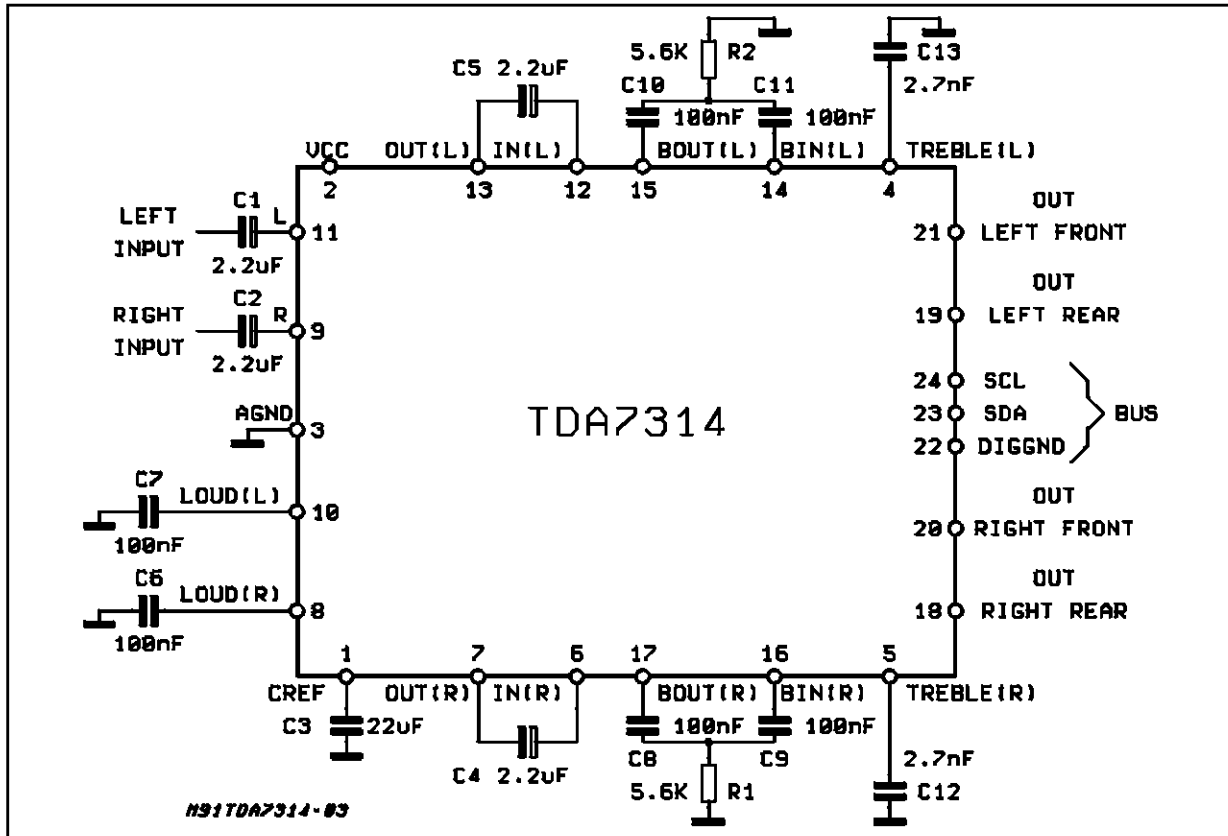 5.6K R2 C13
C5 2.2uF 2.7nF
C10 C11
100nF 100nF
VCC OUT(L) IN(L) BOUT(L) BIN(L) TREBLE(L)
2 13 12 15 14 4
C1 OUT
LEFT L
INPUT 11 21 LEFT FRONT
2.2uF
C2 OUT
RIGHT R 19 LEFT REAR
INPUT 9
2.2uF
24 SCL
AGND 23 SDA BUS
3 TDA7314 22 DIGGND
C7 OUT
LOUD(L) 10 20 RIGHT FRONT
100nF
C6 OUT
LOUD(R) 8 18 RIGHT REAR
100nF
1 7 6 17 16 5
CREF OUT(R) IN(R) BOUT(R) BIN(R) TREBLE(R)
C3 22uF 100nF 100nF
C4 2.2uF C8 C9 2.7nF
5.6K R1 C12
M91TDA7314-03